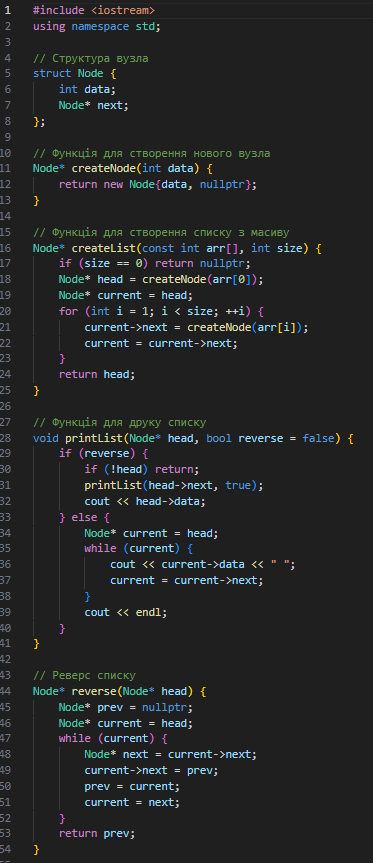 1 #include <iostream>
2 using namespace std;
3
4 // Структура вузла
5 struct Node {
6     int data;
7     Node* next;
8 };
9
10 // Функція для створення нового вузла
11 Node* createNode(int data) {
12     return new Node{data, nullptr};
13 }
14
15 // Функція для створення списку з масиву
16 Node* createList(const int arr[], int size) {
17     if (size == 0) return nullptr;
18     Node* head = createNode(arr[0]);
19     Node* current = head;
20     for (int i = 1; i < size; ++i) {
21         current->next = createNode(arr[i]);
22         current = current->next;
23     }
24     return head;
25 }
26
27 // Функція для друку списку
28 void printList(Node* head, bool reverse = false) {
29     if (reverse) {
30         if (!head) return;
31         printList(head->next, true);
32         cout << head->data;
33     } else {
34         Node* current = head;
35         while (current) {
36             cout << current->data << " ";
37             current = current->next;
38         }
39         cout << endl;
40     }
41 }
42
43 // Реверс списку
44 Node* reverse(Node* head) {
45     Node* prev = nullptr;
46     Node* current = head;
47     while (current) {
48         Node* next = current->next;
49         current->next = prev;
50         prev = current;
51         current = next;
52     }
53     return prev;
54 }